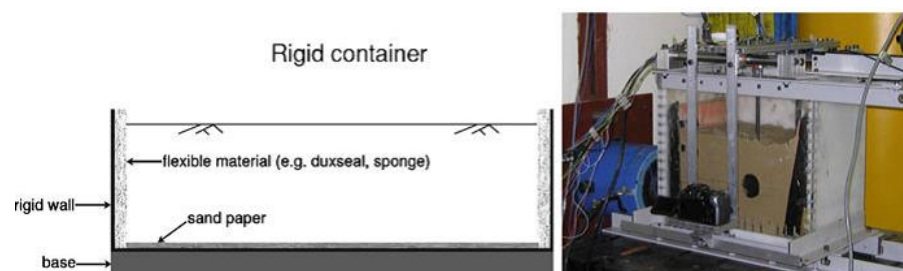 Rigid container
flexible material (e.g. duxseal, sponge)
rigid wall
sand paper
base